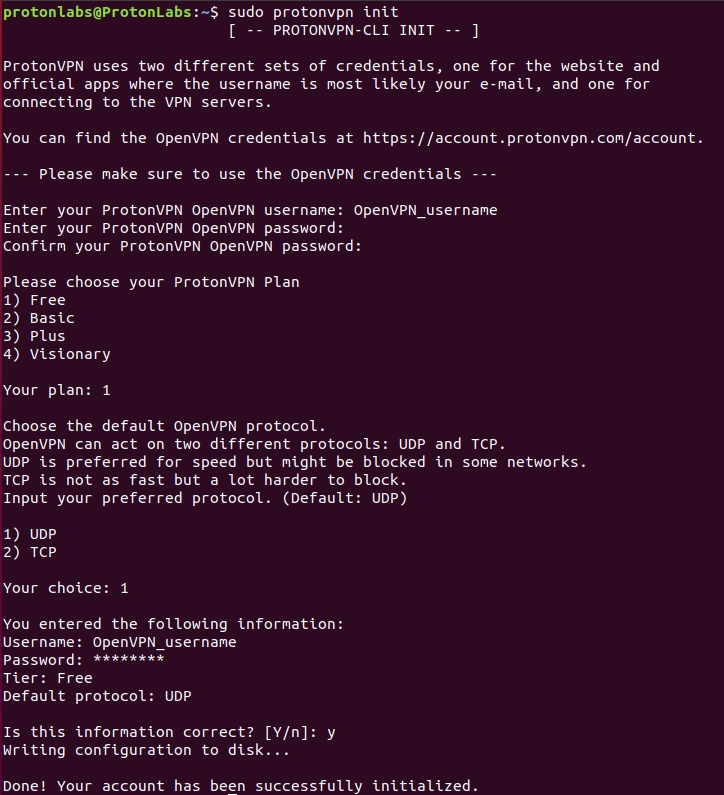 protonlabs@ProtonLabs:~$ sudo protonvpn init
[ -- PROTONVPN-CLI INIT -- ]
ProtonVPN uses two different sets of credentials, one for the website and
official apps where the username is most likely your e-mail, and one for
connecting to the VPN servers.
You can find the OpenVPN credentials at https://account.protonvpn.com/account.
--- Please make sure to use the OpenVPN credentials ---
Enter your ProtonVPN OpenVPN username: OpenVPN_username
Enter your ProtonVPN OpenVPN password:
Confirm your ProtonVPN OpenVPN password:
Please choose your ProtonVPN Plan
1) Free
2) Basic
3) Plus
4) Visionary
Your plan: 1
Choose the default OpenVPN protocol.
OpenVPN can act on two different protocols: UDP and TCP.
UDP is preferred for speed but might be blocked in some networks.
TCP is not as fast but a lot harder to block.
Input your preferred protocol. (Default: UDP)
1) UDP
2) TCP
Your choice: 1
You entered the following information:
Username: OpenVPN_username
Password: ********
Tier: Free
Default protocol: UDP
Is this information correct? [Y/n]: y
Writing configuration to disk...
Done! Your account has been successfully initialized.